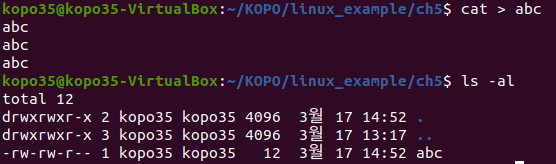 kopo35@kopo35-VirtualBox:~/KOPO/linux_example/ch5$ cat > abc
abc
abc
abc
kopo35@kopo35-VirtualBox:~/KOPO/linux_example/ch5$ ls -al
total 12
drwxrwxr-x 2 kopo35 kopo35 4096  3월 17 14:52 .
drwxrwxr-x 3 kopo35 kopo35 4096  3월 17 13:17 ..
-rw-rw-r-- 1 kopo35 kopo35   12  3월 17 14:52 abc